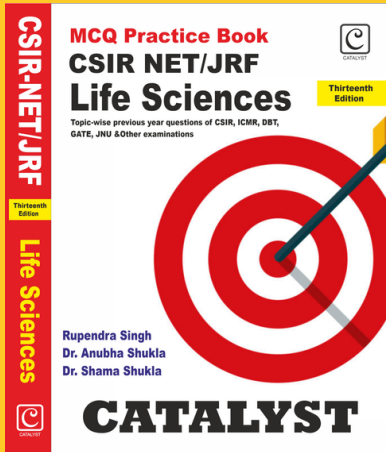 CSIR-NET/JRF
Thirteenth
Edition
Life Sciences
C
CATALYST
MCQ Practice Book
CSIR NET/JRF
Life Sciences
Topic-wise previous year questions of CSIR, ICMR, DBT,
GATE, JNU &Other examinations
C
CATALYST
Thirteenth
Edition
Rupendra Singh
Dr. Anubha Shukla
Dr. Shama Shukla
CATALYST